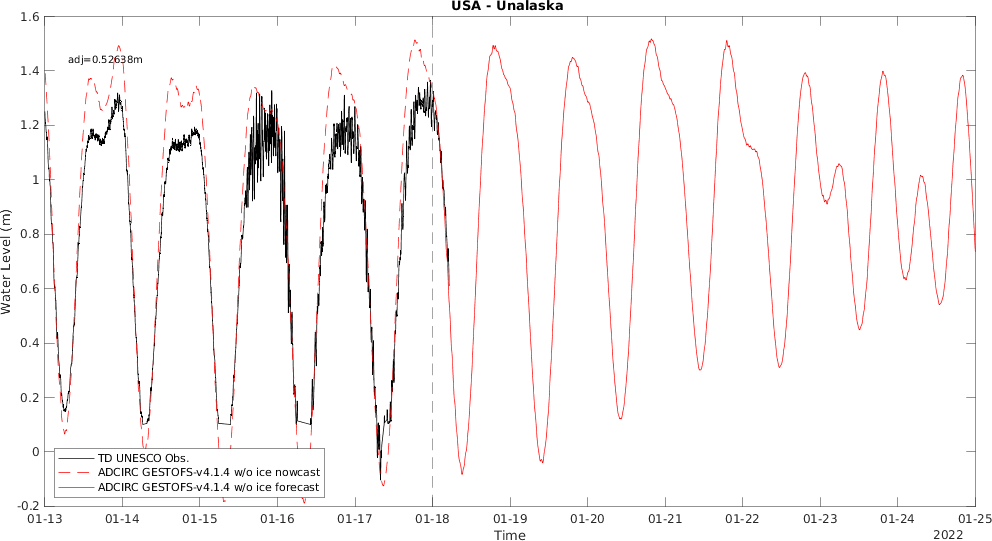 USA - Unalaska
1.6
1.4
1.2
1
0.8
0.6
0.4
0.2
0
-0.2
Water Level (m)
adj=0.52638m
TD UNESCO Obs.
ADCIRC GESTOFS-v4.1.4 w/o ice nowcast
ADCIRC GESTOFS-v4.1.4 w/o ice forecast
01-13 01-14 01-15 01-16 01-17 01-18 01-19 01-20 01-21 01-22 01-23 01-24 01-25
Time
2022